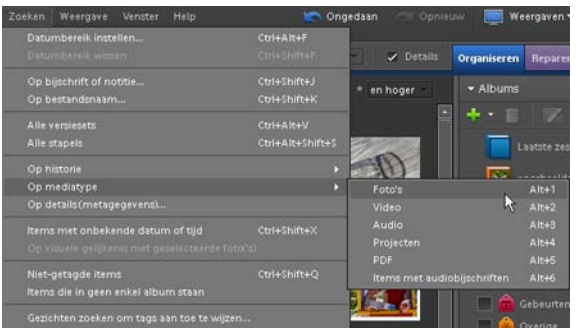 Zoeken Weergave Venster Help Ongedaan Opnieuw Weergaven
Datumbereik instellen... Ctrl+Alt+F
Datumbereik wissen Ctrl+Shift+F
Details Organiseren
Op bijschrift of notitie... Ctrl+Shift+J
Op bestandsnaam... Ctrl+Shift+K
en hoger Albums
Alle versiesets Ctrl+Alt+V
Alle stapels Ctrl+Alt+Shift+S
Op historie
Op mediatype
Op details(metagegevens)...
Foto's Alt+1
Video Alt+2
Audio Alt+3
Projecten Alt+4
PDF Alt+5
Items met audiobijschriften Alt+6
Items met onbekende datum of tijd Ctrl+Shift+X
Op visuele gelijkenis met geselecteerde foto('s)
Niet-getagde items Ctrl+Shift+Q
Items die in geen enkel album staan
Gezichten zoeken om tags aan toe te wijzen...
Laatste
Overige